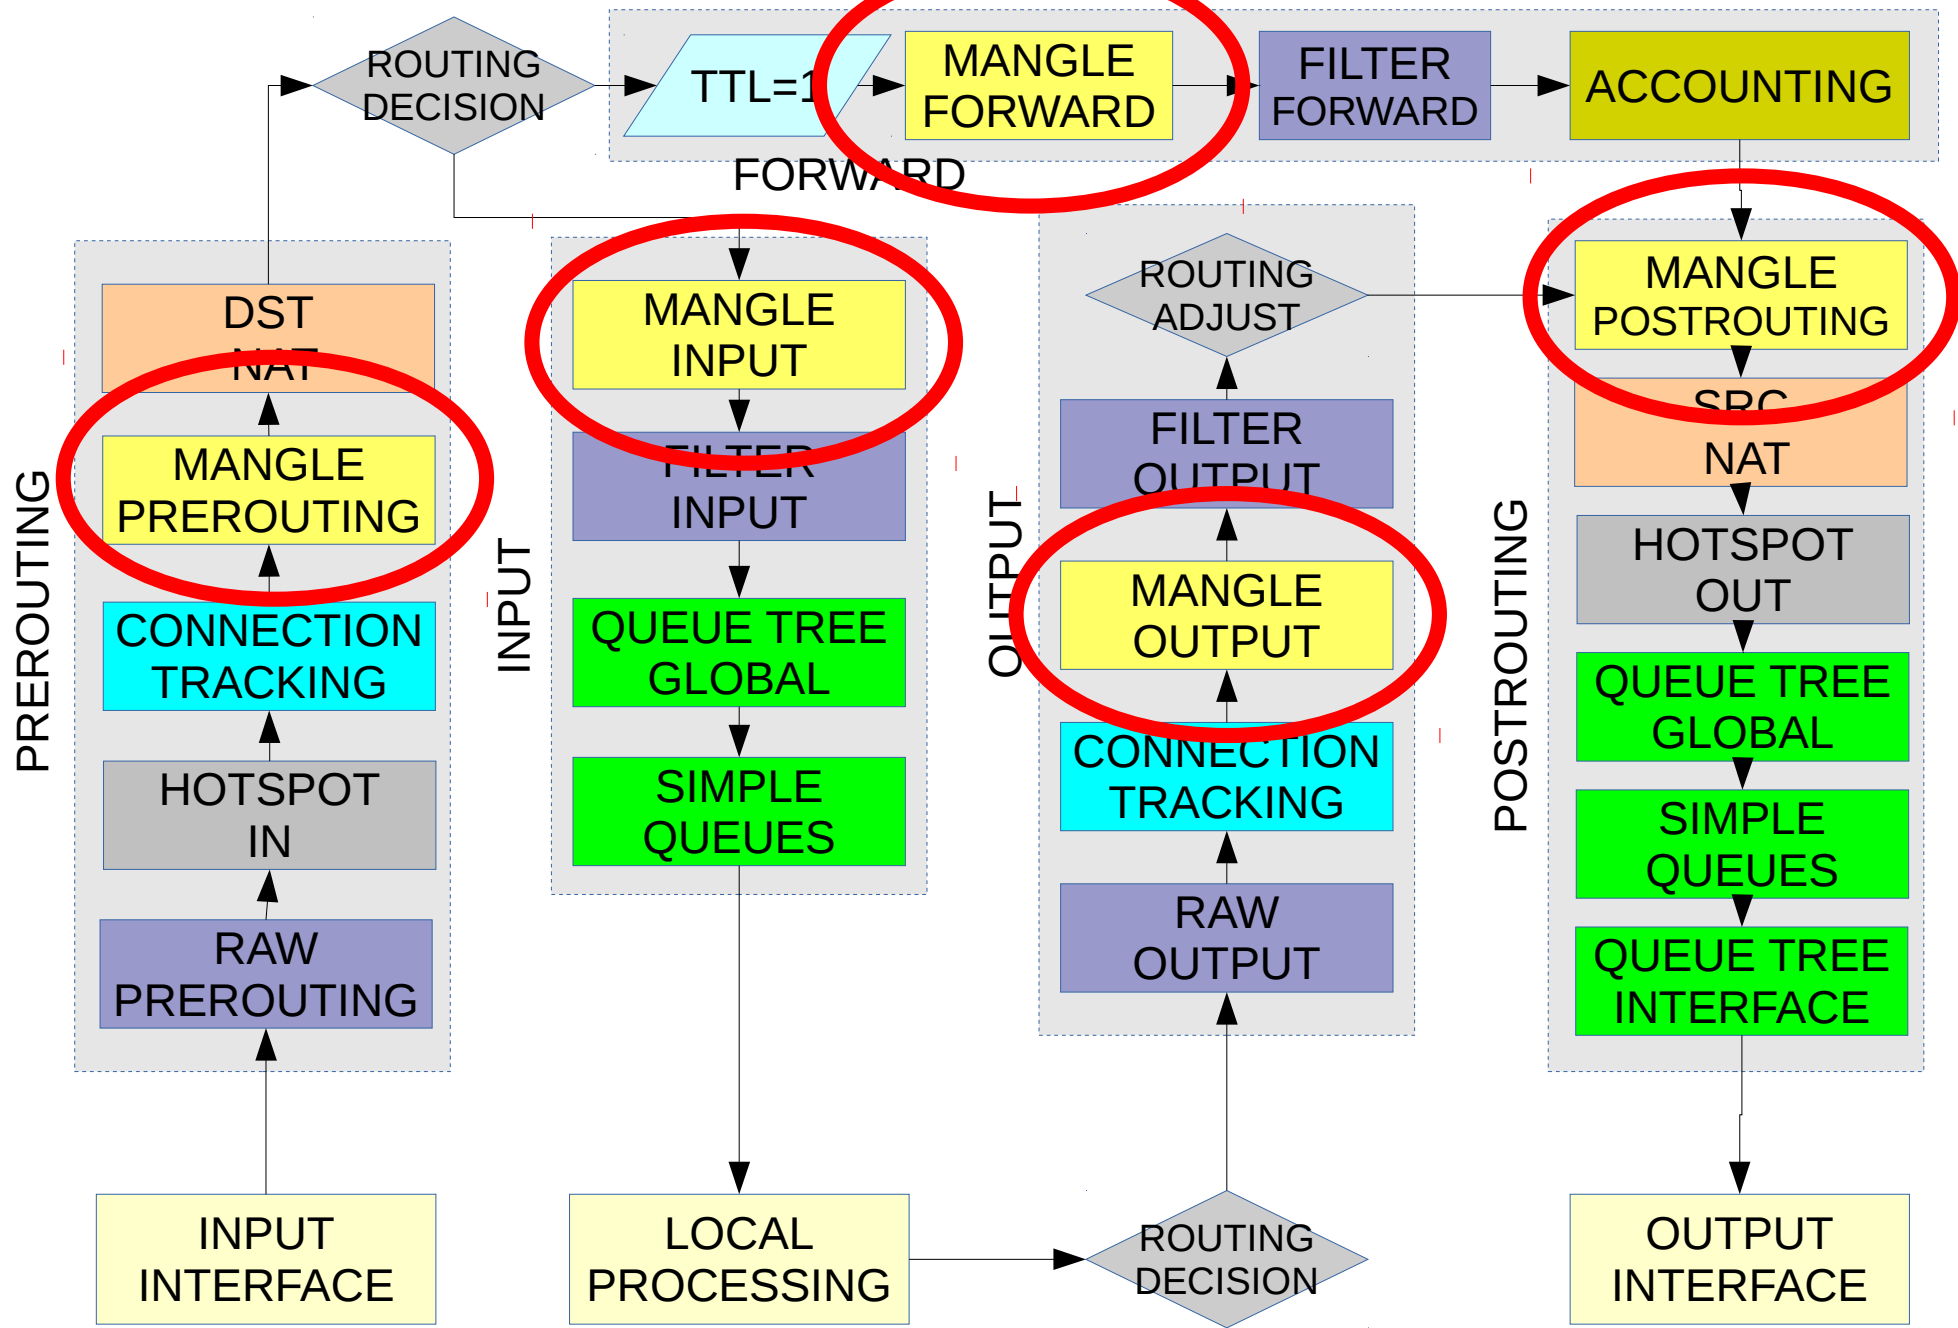 ROUTING
DECISION
TTL=1
MANGLE
FORWARD
FILTER
FORWARD
ACCOUNTING
FORWARD
PREROUTING
DST
NAT
MANGLE
PREROUTING
CONNECTION
TRACKING
HOTSPOT
IN
RAW
PREROUTING
INPUT
INTERFACE
INPUT
MANGLE
INPUT
FILTER
INPUT
QUEUE TREE
GLOBAL
SIMPLE
QUEUES
LOCAL
PROCESSING
OUTPUT
ROUTING
ADJUST
FILTER
OUTPUT
MANGLE
OUTPUT
CONNECTION
TRACKING
RAW
OUTPUT
ROUTING
DECISION
POSTROUTING
MANGLE
POSTROUTING
SRC
NAT
HOTSPOT
OUT
QUEUE TREE
GLOBAL
SIMPLE
QUEUES
QUEUE TREE
INTERFACE
OUTPUT
INTERFACE